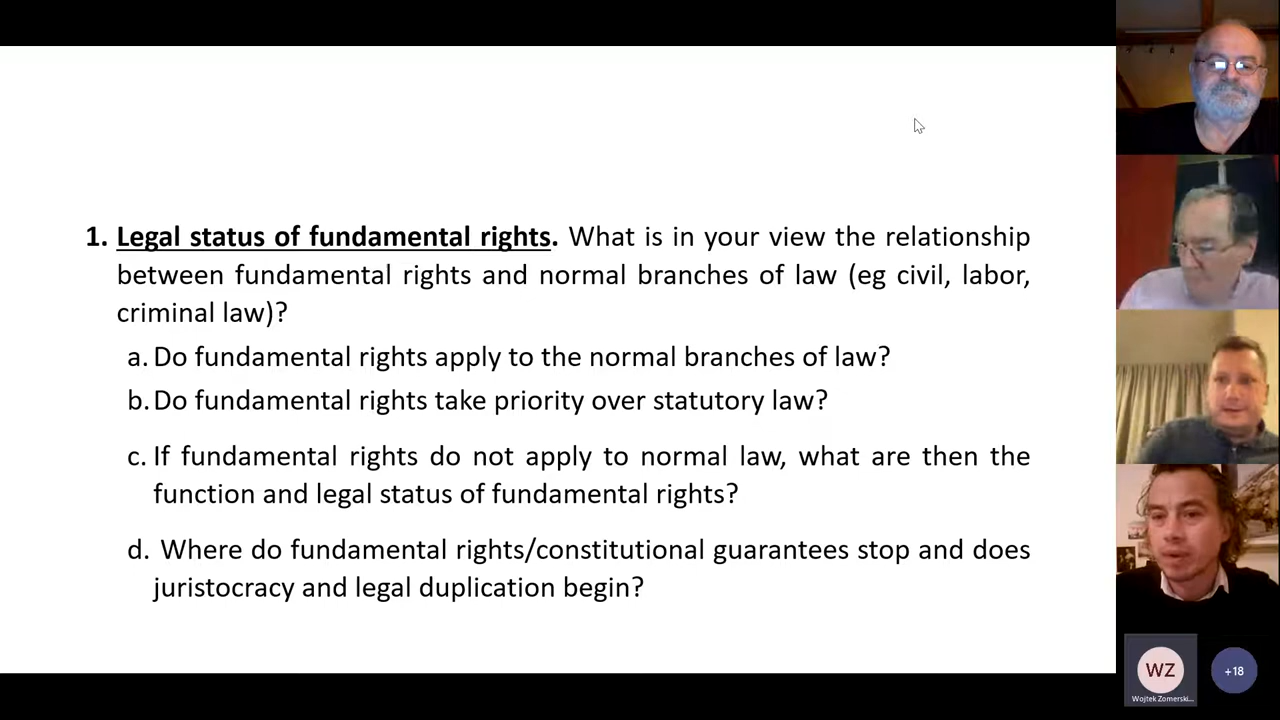 1. Legal status of fundamental rights. What is in your view the relationship
between fundamental rights and normal branches of law (eg civil, labor,
criminal law)?
a. Do fundamental rights apply to the normal branches of law?
b. Do fundamental rights take priority over statutory law?
c. If fundamental rights do not apply to normal law, what are then the
function and legal status of fundamental rights?
d. Where do fundamental rights/constitutional guarantees stop and does
juristocracy and legal duplication begin?
WZ
Wojtek Zomerski...
+18